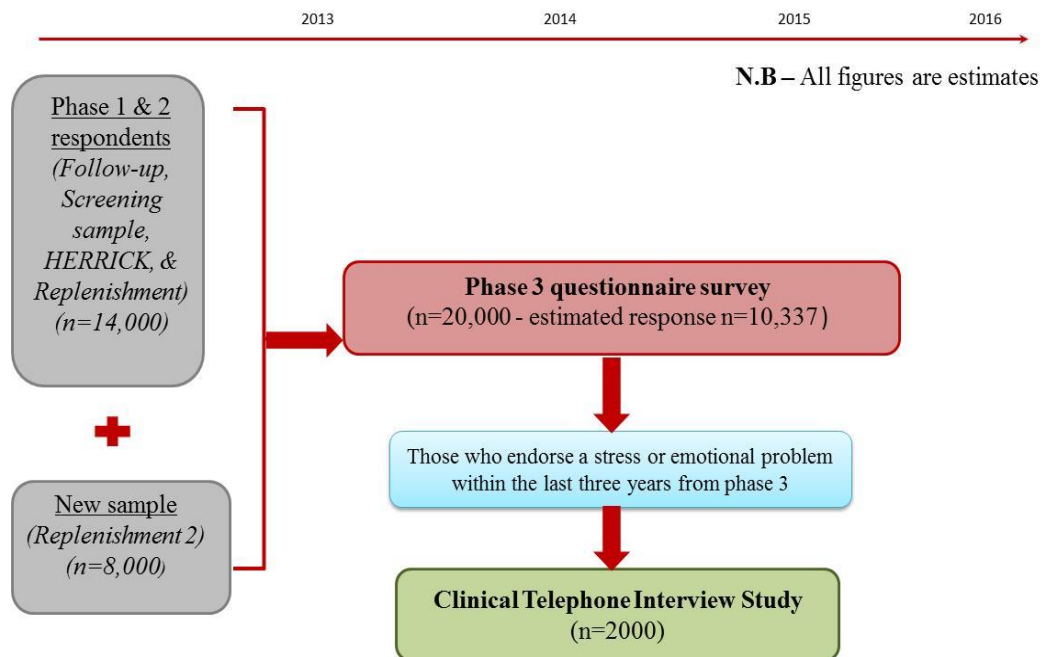 2013 2014 2015 2016
N.B – All figures are estimates
Phase 1 & 2
respondents
(Follow-up,
Screening
sample,
HERRICK, &
Replenishment)
(n=14,000)
New sample
(Replenishment 2)
(n=8,000)
Phase 3 questionnaire survey
(n=20,000 - estimated response n=10,337)
Those who endorse a stress or emotional problem
within the last three years from phase 3
Clinical Telephone Interview Study
(n=2000)